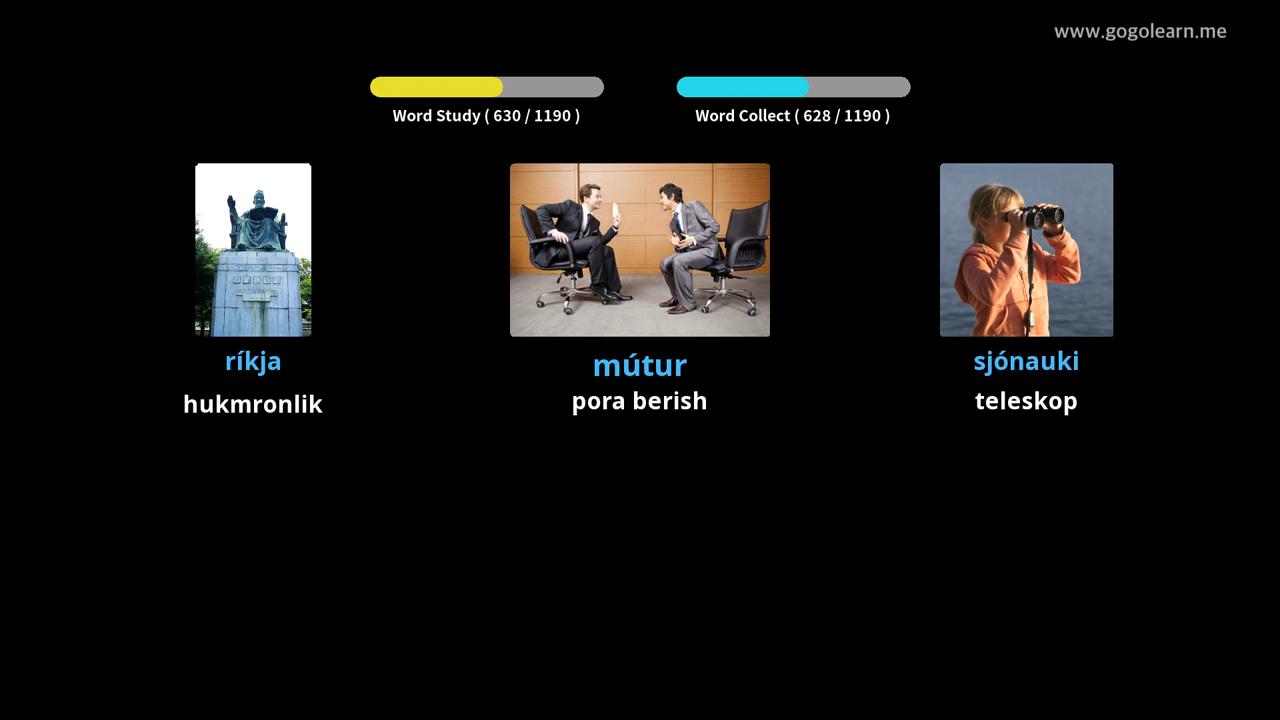 www.gogolearn.me
Word Study ( 630 / 1190 )
Word Collect ( 628 / 1190 )
ríkja
mútur
sjónauki
hukmronlik
pora berish
teleskop